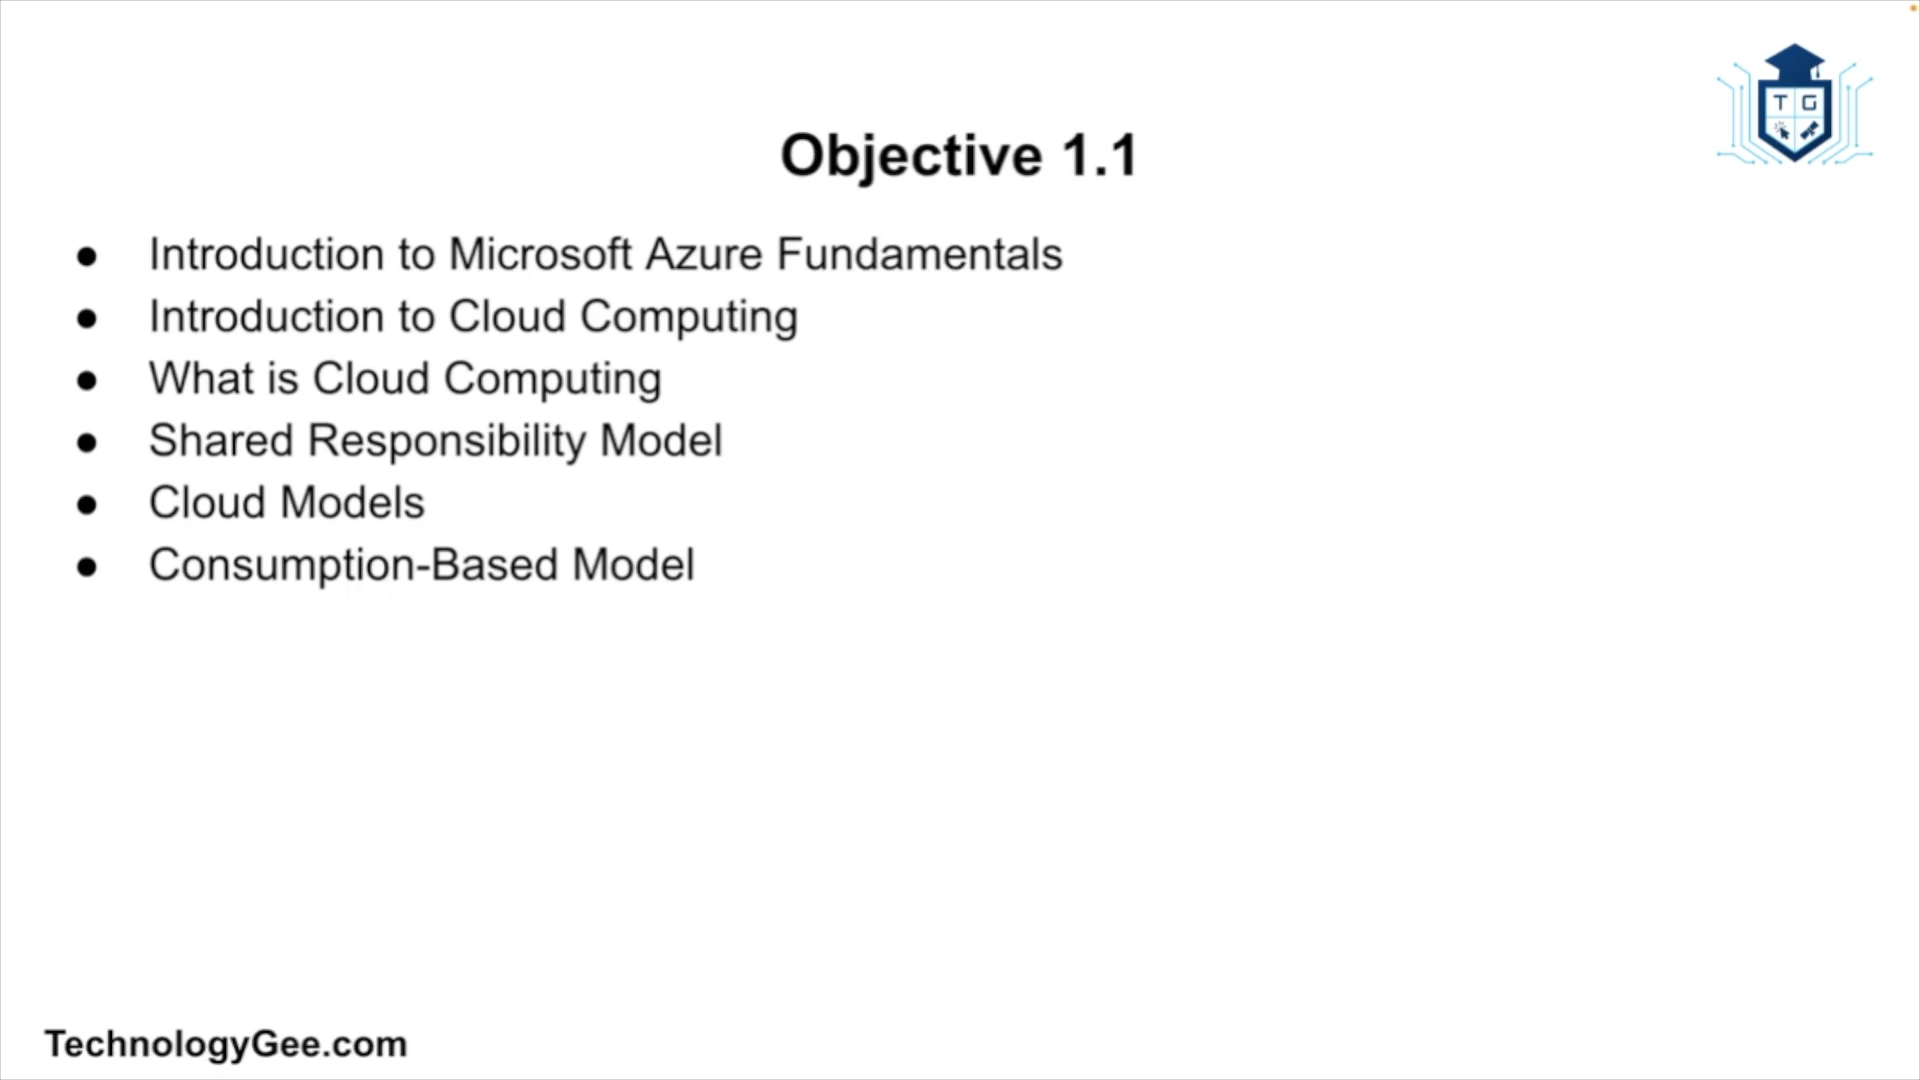 T G
Objective 1.1
● Introduction to Microsoft Azure Fundamentals
● Introduction to Cloud Computing
● What is Cloud Computing
● Shared Responsibility Model
● Cloud Models
● Consumption-Based Model
TechnologyGee.com